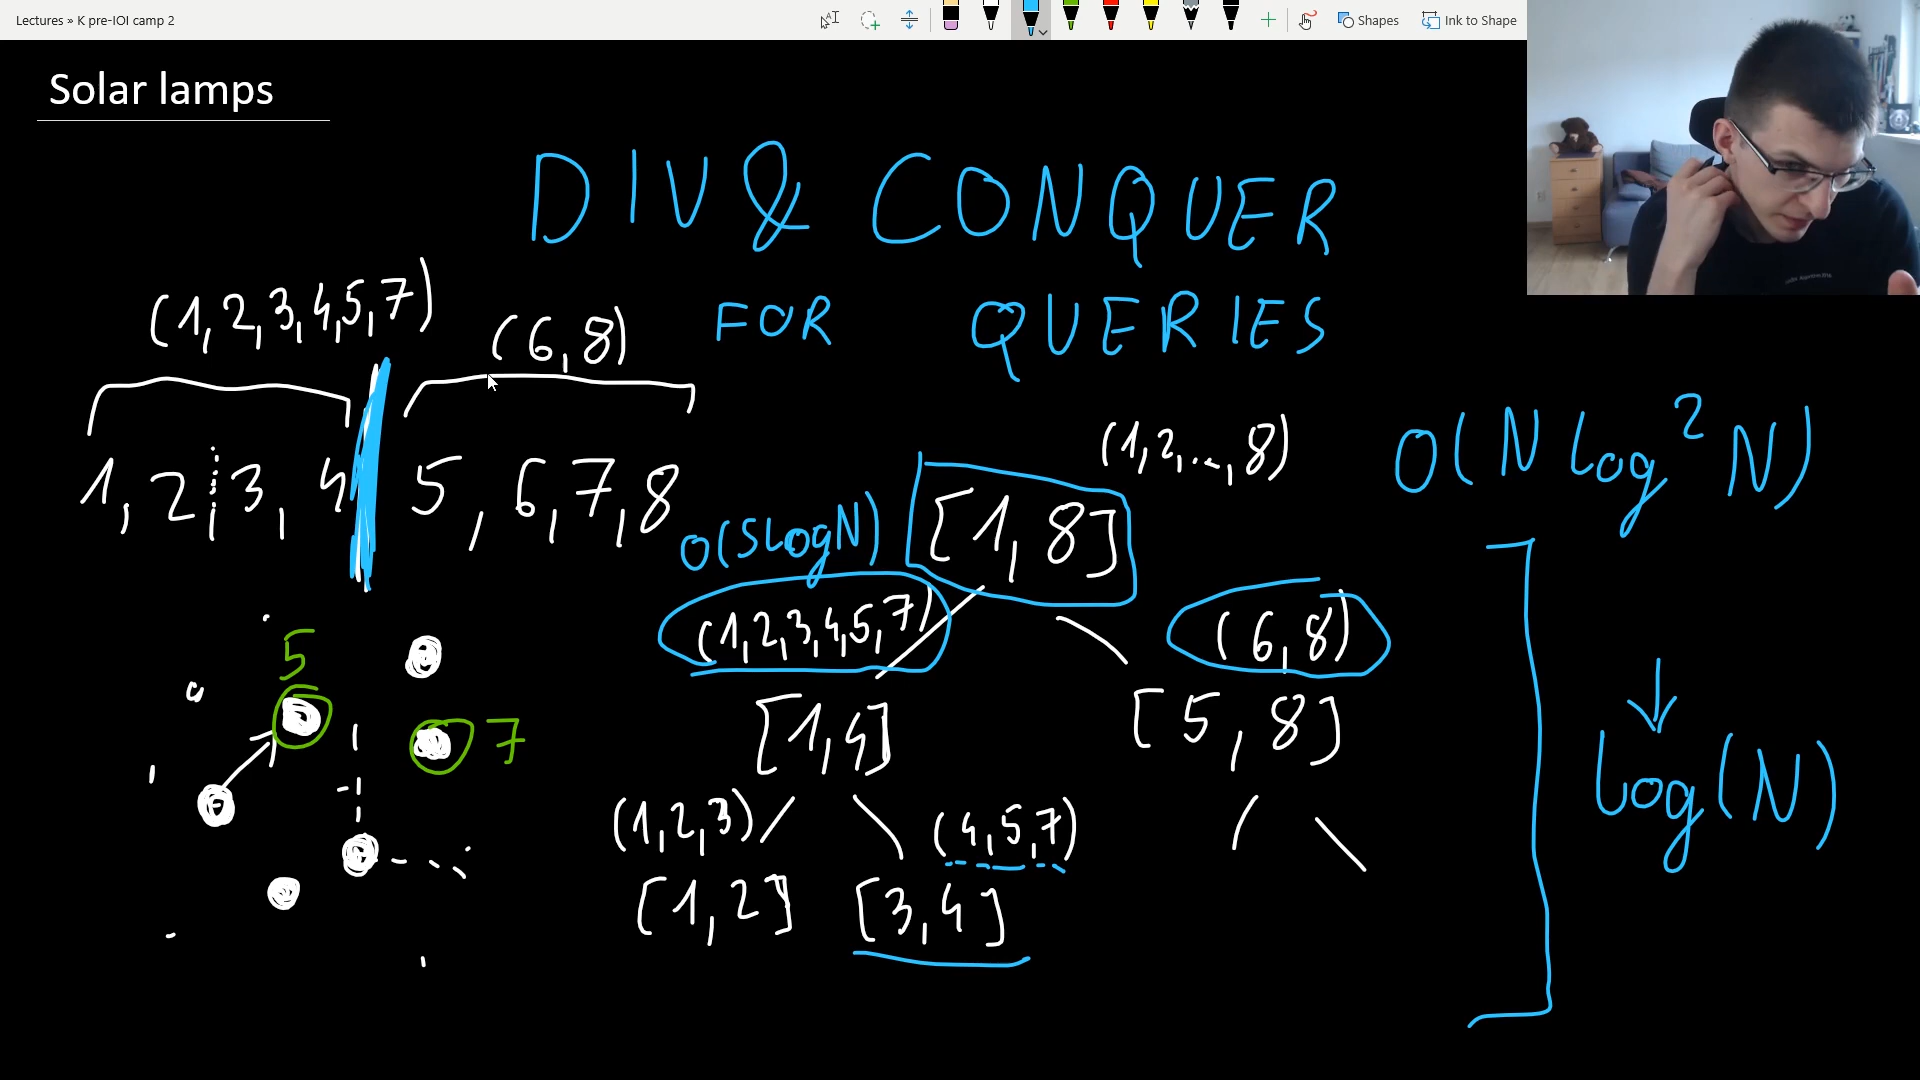 Lectures » K pre-IOI camp 2
Shapes
Ink to Shape
Solar lamps
DIV & CONQUER
FOR QUERIES
(1,2,3,4,5,7)
(6,8)
1, 2, 3, 4
5, 6, 7, 8
(1,2,...,8)
O(N log²N)
O(SlogN)
[1, 8]
(1,2,3,4,5,7)
(6,8)
[1,4]
[5, 8]
log(N)
(1,2,3)
(4,5,7)
[1,2]
[3,4]
5
7